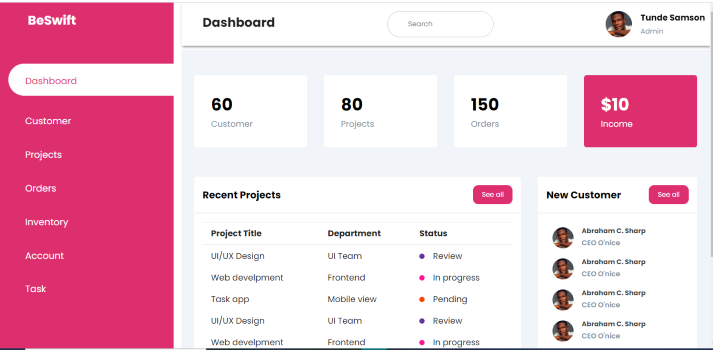 BeSwift
Dashboard
Customer
Projects
Orders
Inventory
Account
Task
Dashboard
Search
Tunde Samson
Admin
60
Customer
80
Projects
150
Orders
$10
Income
Recent Projects
See all
Project Title Department Status
UI/UX Design UI Team Review
Web develpment Frontend In progress
Task app Mobile view Pending
UI/UX Design UI Team Review
Web develpment Frontend In progress
New Customer
See all
Abraham C. Sharp
CEO O'nice
Abraham C. Sharp
CEO O'nice
Abraham C. Sharp
CEO O'nice
Abraham C. Sharp
CEO O'nice